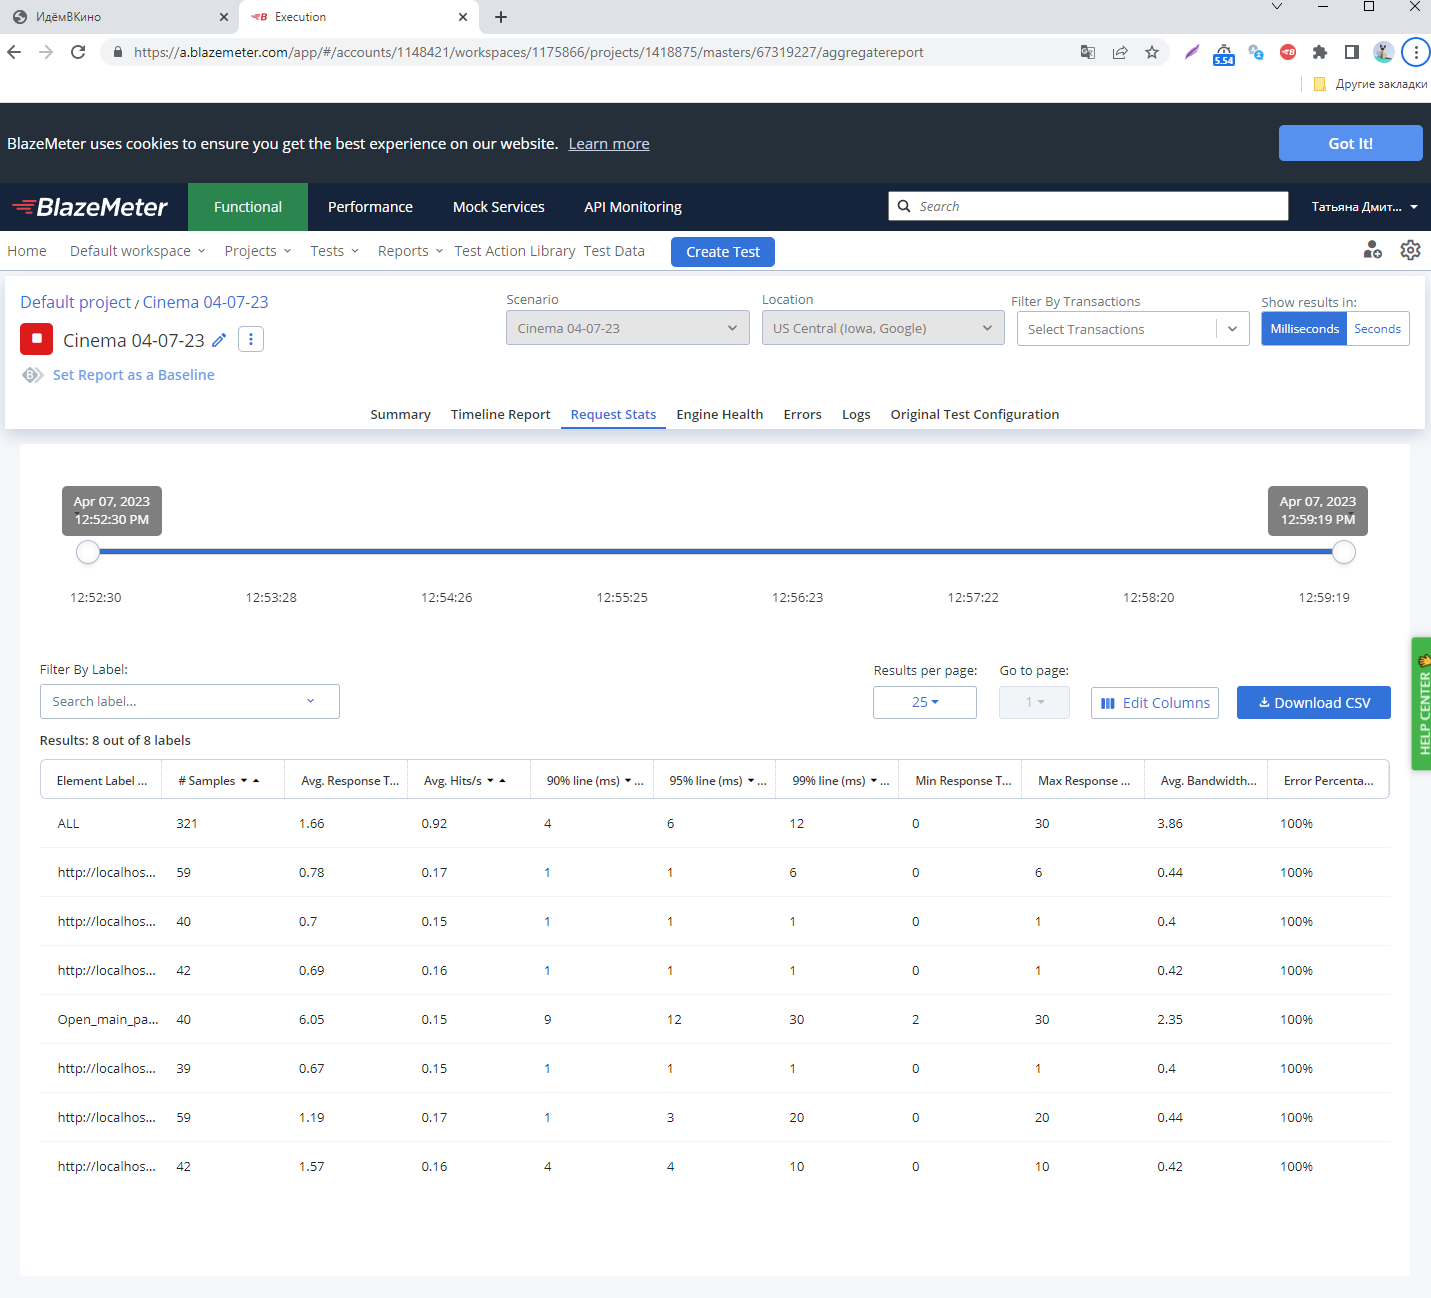 ИдёмВКино
Execution
https://a.blazemeter.com/app/#/accounts/1148421/workspaces/1175866/projects/1418875/masters/67319227/aggregatereport
5.54
Другие закладки
BlazeMeter uses cookies to ensure you get the best experience on our website. Learn more
Got It!
BlazeMeter Functional Performance Mock Services API Monitoring Search Татьяна Дмит...
Home Default workspace Projects Tests Reports Test Action Library Test Data Create Test
Default project / Cinema 04-07-23
Scenario Location Filter By Transactions Show results in:
Cinema 04-07-23 US Central (Iowa, Google) Select Transactions Milliseconds Seconds
Cinema 04-07-23
Set Report as a Baseline
Summary Timeline Report Request Stats Engine Health Errors Logs Original Test Configuration
Apr 07, 2023
12:52:30 PM
Apr 07, 2023
12:59:19 PM
12:52:30 12:53:28 12:54:26 12:55:25 12:56:23 12:57:22 12:58:20 12:59:19
Filter By Label: Results per page: Go to page:
Search label... 25 1 Edit Columns Download CSV
HELP CENTER
Results: 8 out of 8 labels
Element Label ... # Samples Avg. Response T... Avg. Hits/s 90% line (ms) ... 95% line (ms) ... 99% line (ms) ... Min Response T... Max Response ... Avg. Bandwidth... Error Percenta...
ALL 321 1.66 0.92 4 6 12 0 30 3.86 100%
http://localhos... 59 0.78 0.17 1 1 6 0 6 0.44 100%
http://localhos... 40 0.7 0.15 1 1 1 0 1 0.4 100%
http://localhos... 42 0.69 0.16 1 1 1 0 1 0.42 100%
Open_main_pa... 40 6.05 0.15 9 12 30 2 30 2.35 100%
http://localhos... 39 0.67 0.15 1 1 1 0 1 0.4 100%
http://localhos... 59 1.19 0.17 1 3 20 0 20 0.44 100%
http://localhos... 42 1.57 0.16 4 4 10 0 10 0.42 100%